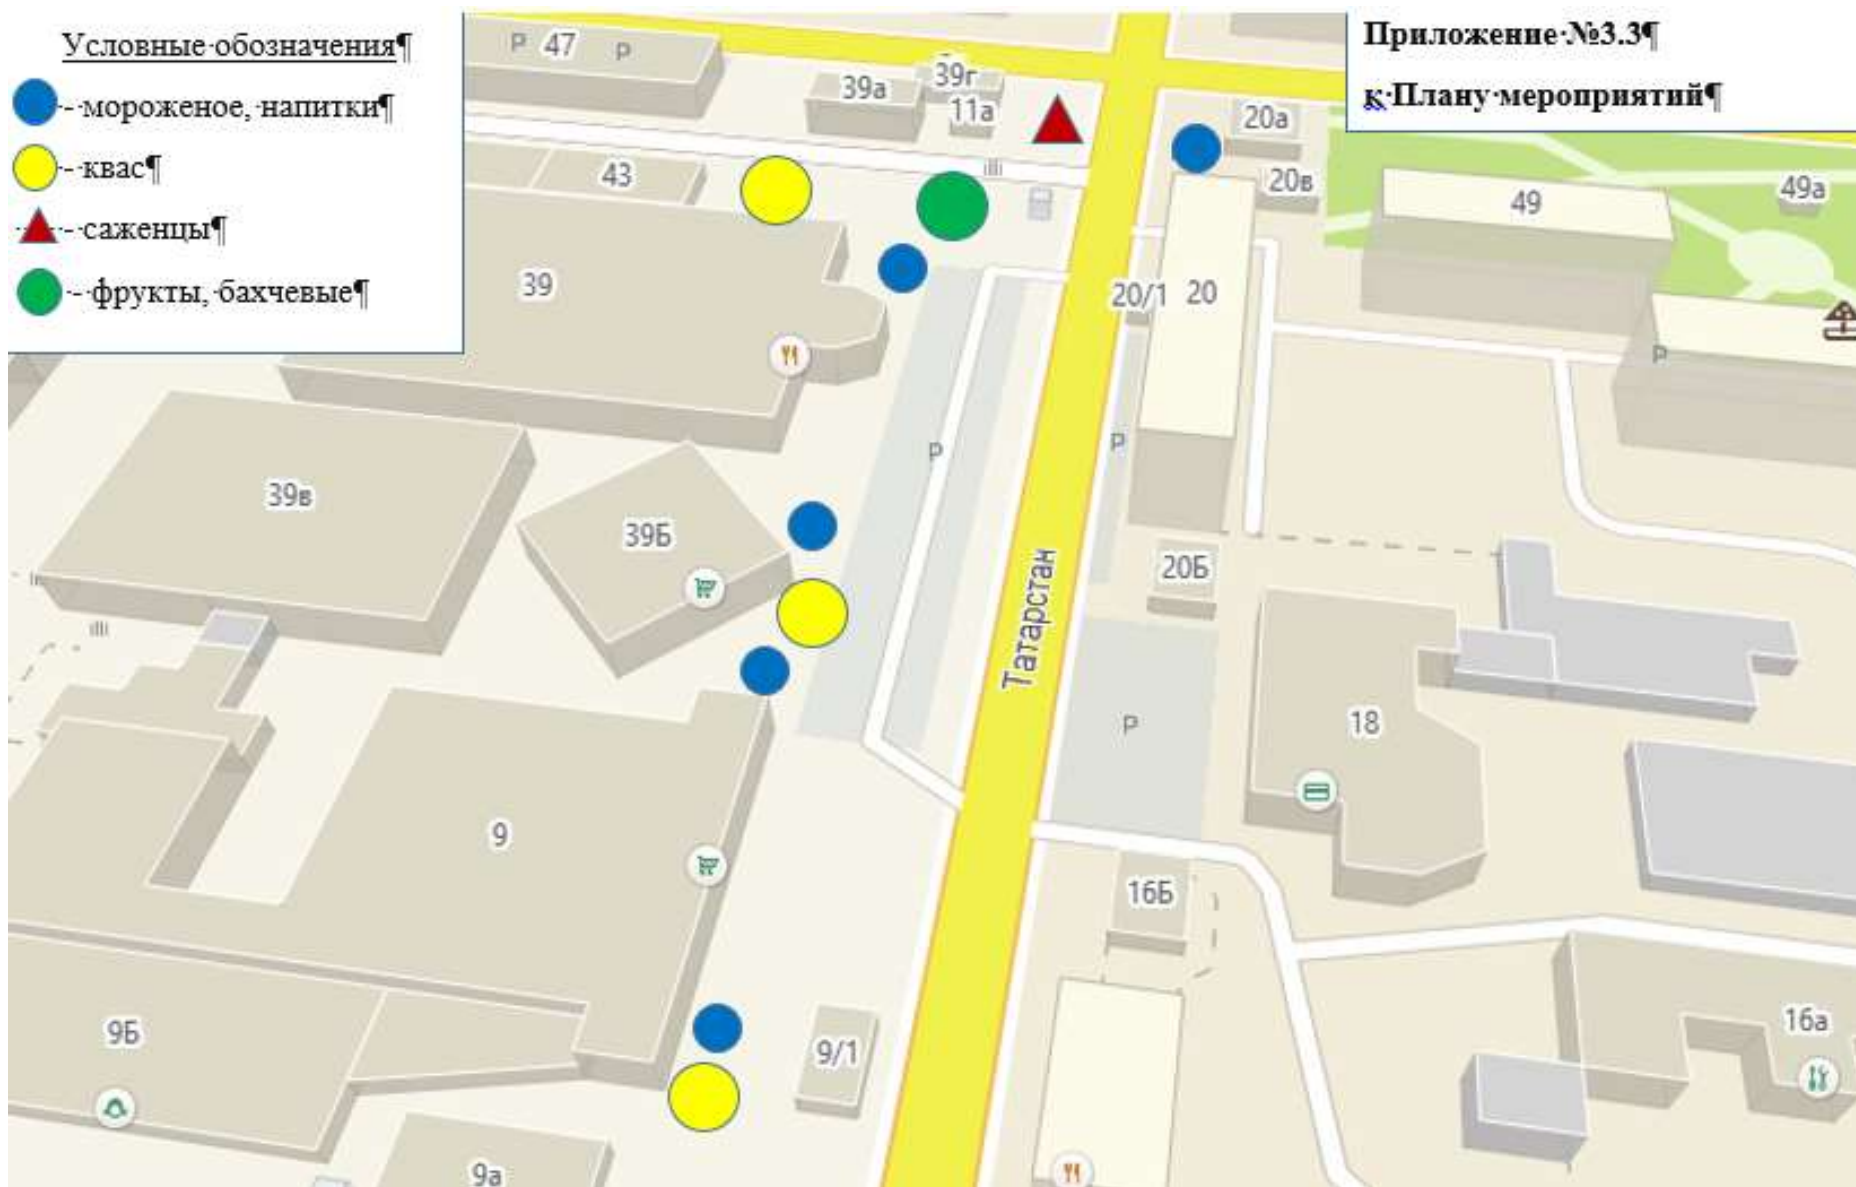 Условные·обозначения¶
-·мороженое,·напитки¶
-·квас¶
-·саженцы¶
-·фрукты,·бахчевые¶
Приложение·№3.3¶
к·Плану·мероприятий¶
P 47 P
39а
39г
11а
20а
43
20в
49
49а
39
20/1 20
P
P
P
39в
39Б
20Б
Татарстан
P
18
9
16Б
9Б
9/1
16а
9а